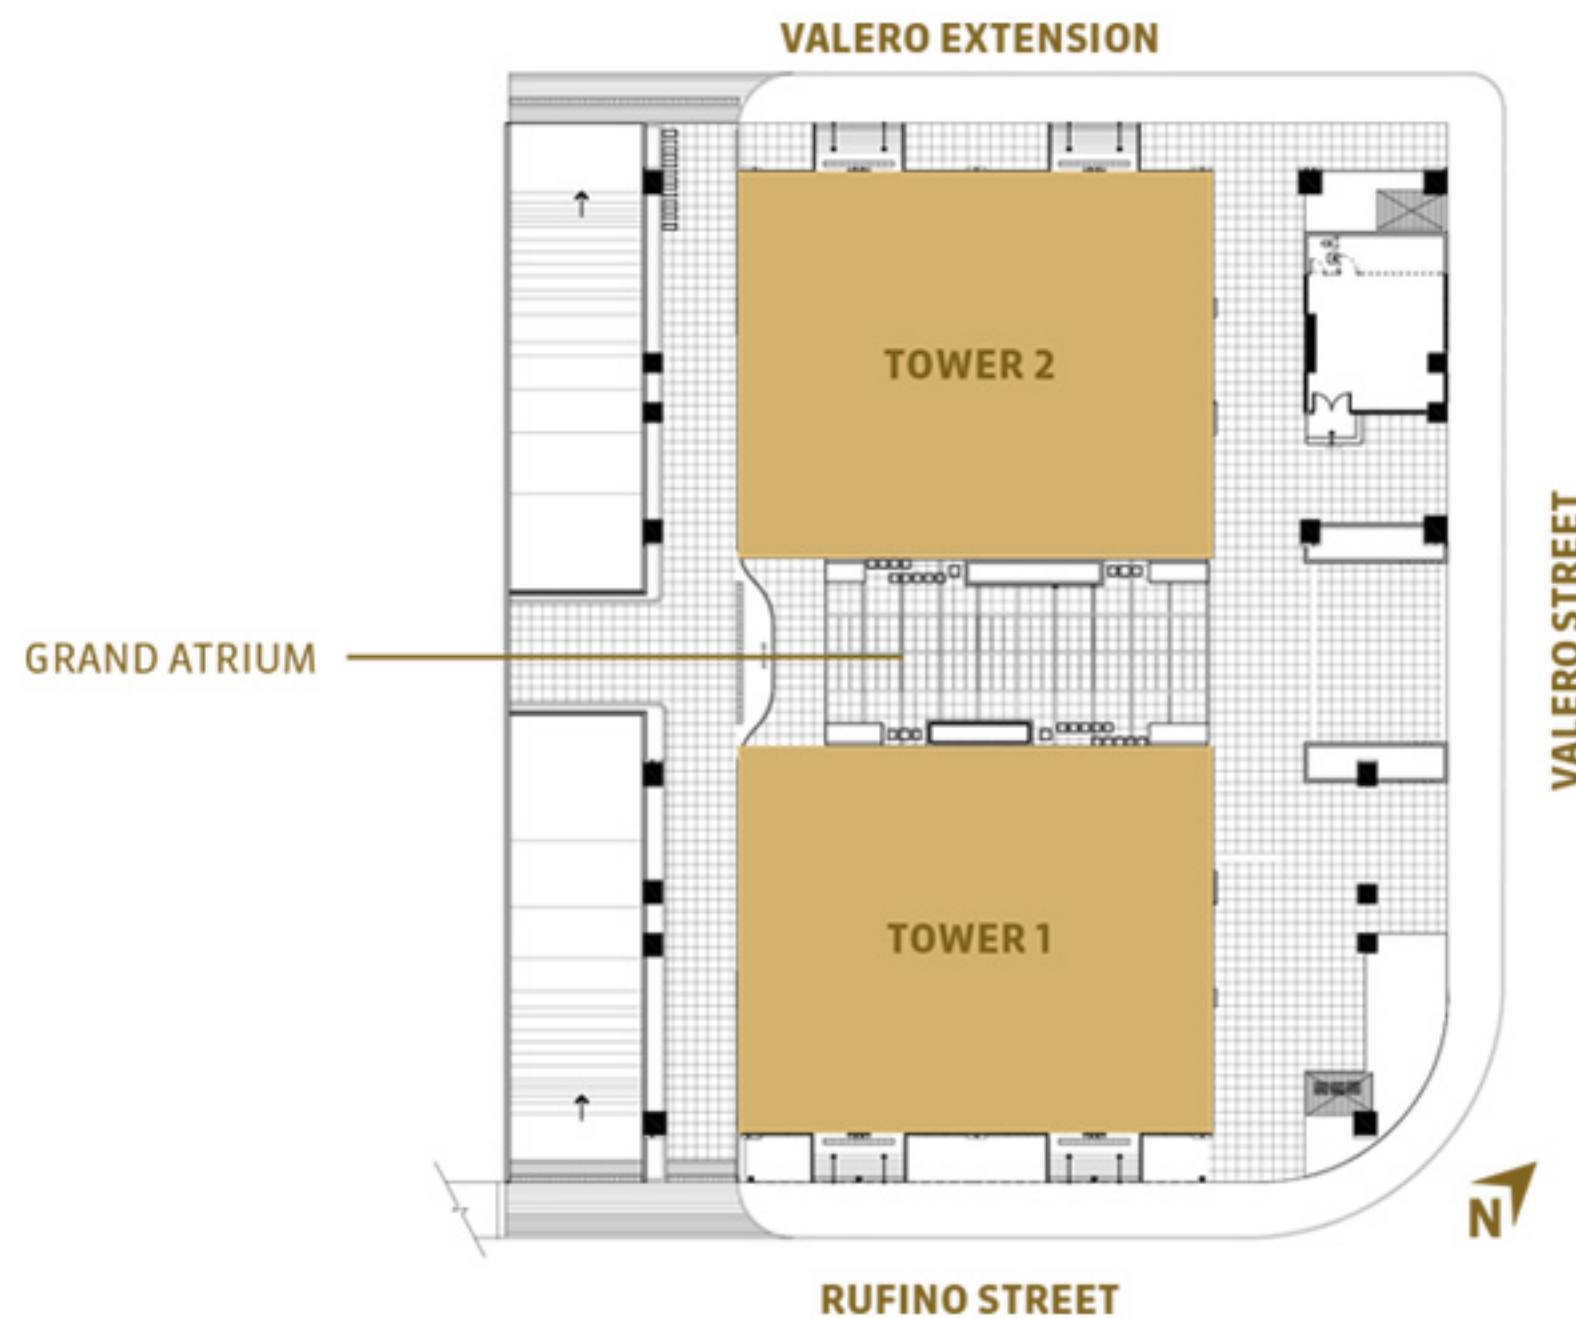 VALERO EXTENSION
TOWER 2
GRAND ATRIUM
VALERO STREET
TOWER 1
N
RUFINO STREET